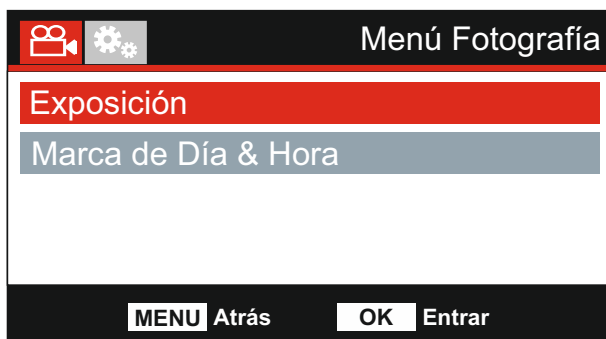 Menú Fotografía
Exposición
Marca de Día & Hora
MENU Atrás OK Entrar